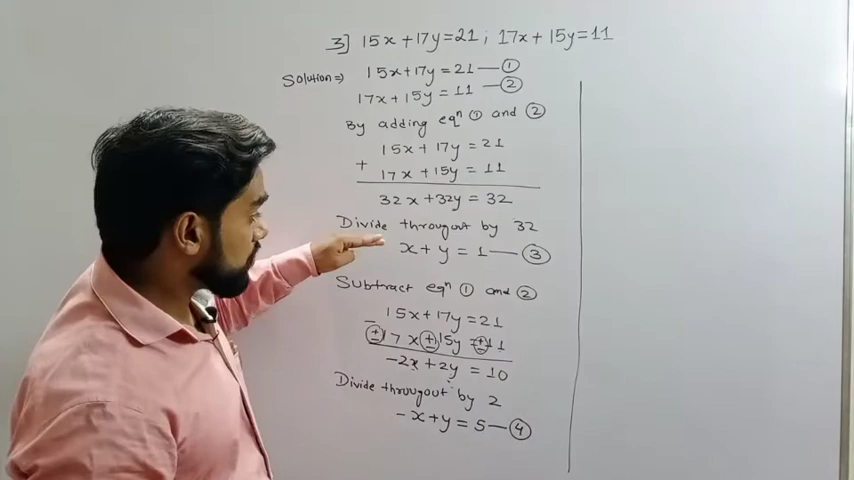 3] 15x+17y=21 ; 17x+15y=11
Solution⇒ 15x+17y=21—①
17x+15y=11 —②
By adding eqⁿ ① and ②
15x+17y=21
+ 17x+15y=11
32x+32y=32
Divide througout by 32
x+y=1—③
Subtract eqⁿ ① and ②
15x+17y=21
- ±17x ± 15y = ±11
-2x+2y=10
Divide througout by 2
-x+y=5—④